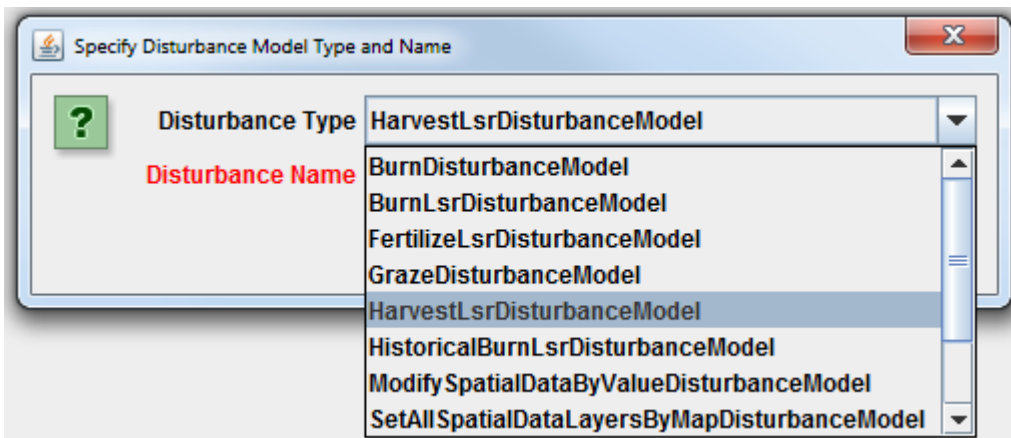 Specify Disturbance Model Type and Name
? Disturbance Type HarvestLsrDisturbanceModel
Disturbance Name
BurnDisturbanceModel
BurnLsrDisturbanceModel
FertilizeLsrDisturbanceModel
GrazeDisturbanceModel
HarvestLsrDisturbanceModel
HistoricalBurnLsrDisturbanceModel
ModifySpatialDataByValueDisturbanceModel
SetAllSpatialDataLayersByMapDisturbanceModel